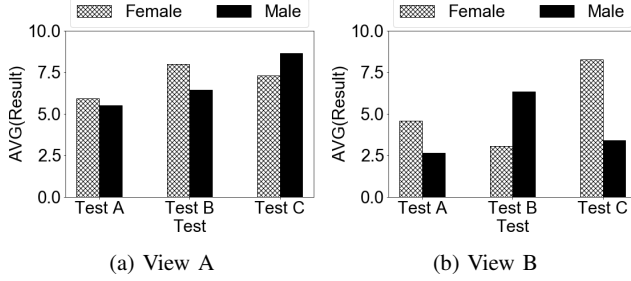 Female Male
10.0
7.5
5.0
2.5
0.0
AVG(Result)
Test A Test B Test C
Test
(a) View A
Female Male
10.0
7.5
5.0
2.5
0.0
AVG(Result)
Test A Test B Test C
Test
(b) View B